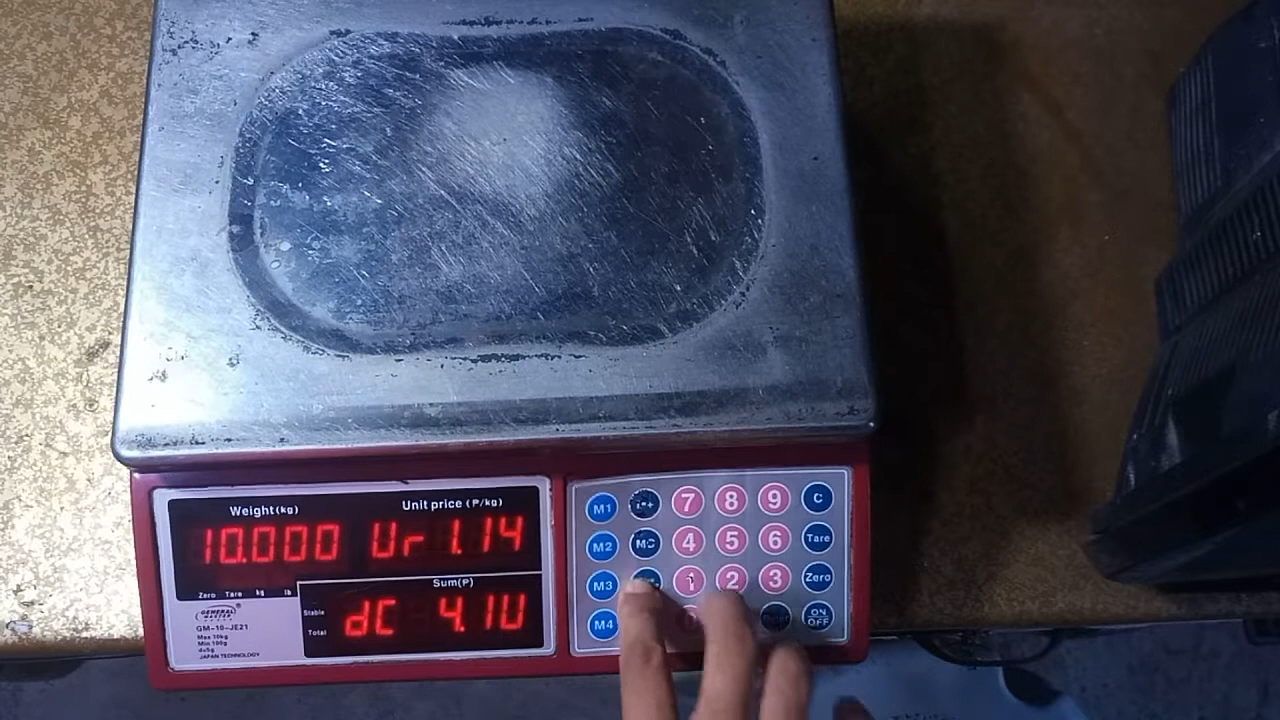 Weight(kg) Unit price (P/kg)
10.000 Ur 1.14
Zero Tare kg lb Sum(P)
Stable
Total
dC 4.1U
GENERAL MASTER
GM-10-JE21
Max 10kg
Min 100g
d=5g
JAPAN TECHNOLOGY
M1 7 8 9 C
M2 MC 4 5 6 Tare
M3 1 2 3 Zero
M4 ON OFF